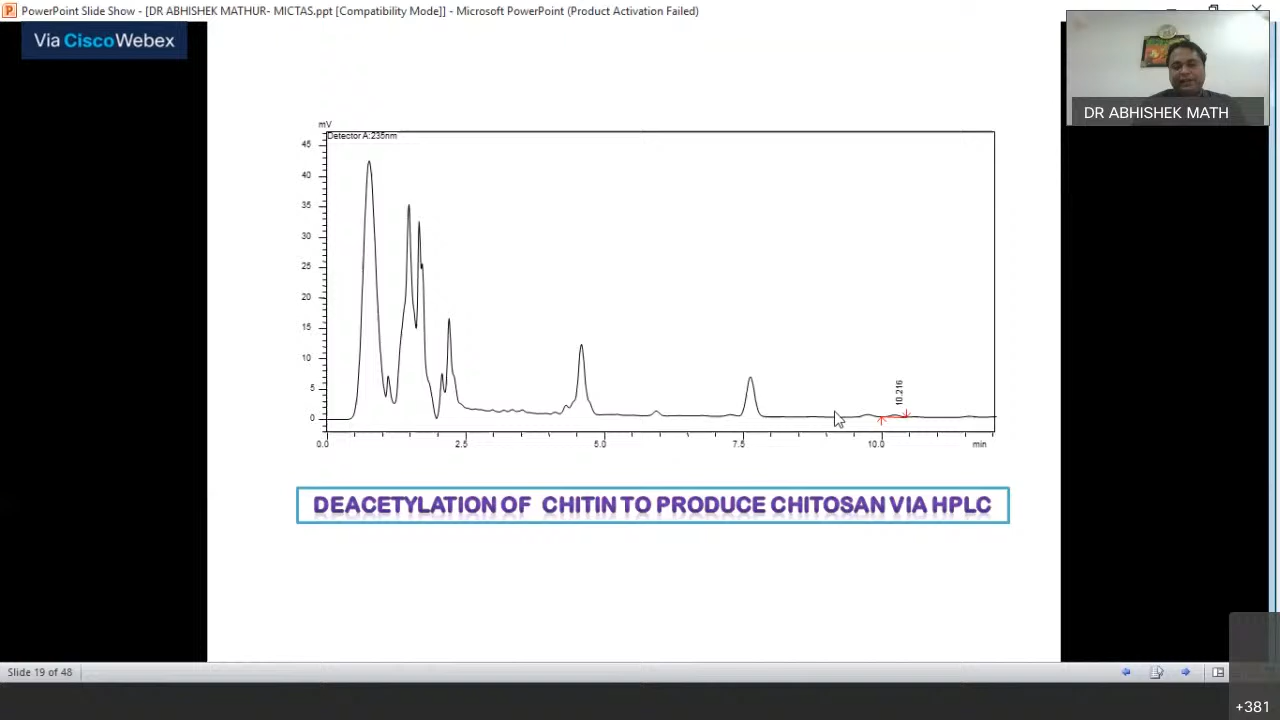 PowerPoint Slide Show - [DR ABHISHEK MATHUR- MICTAS.ppt [Compatibility Mode]] - Microsoft PowerPoint (Product Activation Failed)
Via CiscoWebex
DR ABHISHEK MATH
mV
Detector A:235nm
45
40
35
30
25
20
15
10
5
0
10.216
0.0 2.5 5.0 7.5 10.0 min
DEACETYLATION OF CHITIN TO PRODUCE CHITOSAN VIA HPLC
Slide 19 of 48
+381